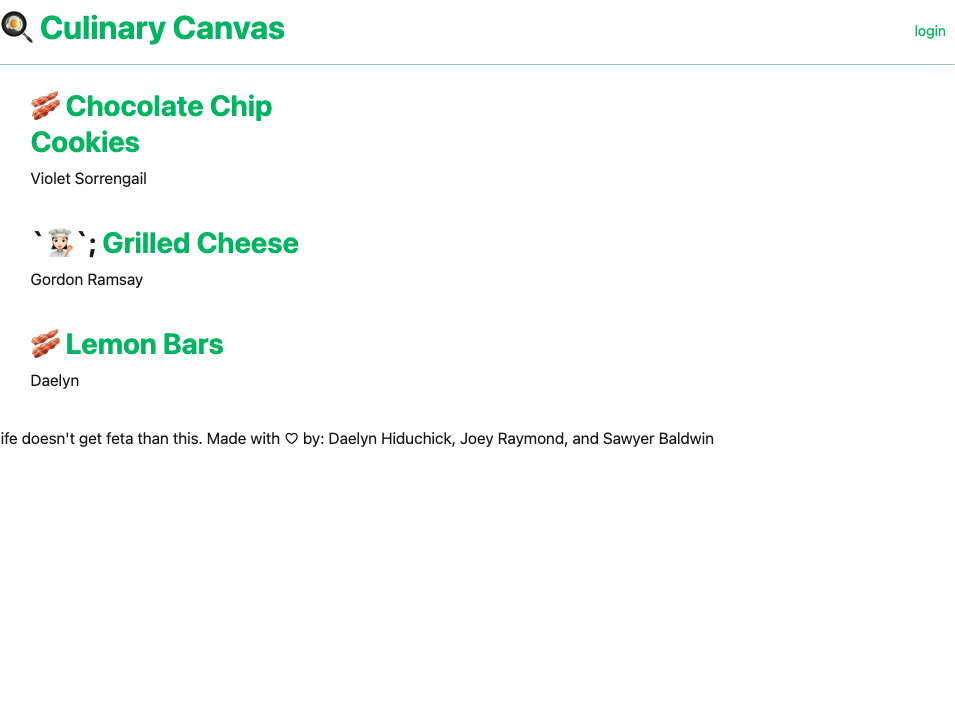 🍳 Culinary Canvas
login
🥓 Chocolate Chip
Cookies
Violet Sorrengail
`👩🏻‍🍳`; Grilled Cheese
Gordon Ramsay
🥓 Lemon Bars
Daelyn
ife doesn't get feta than this. Made with ♡ by: Daelyn Hiduchick, Joey Raymond, and Sawyer Baldwin